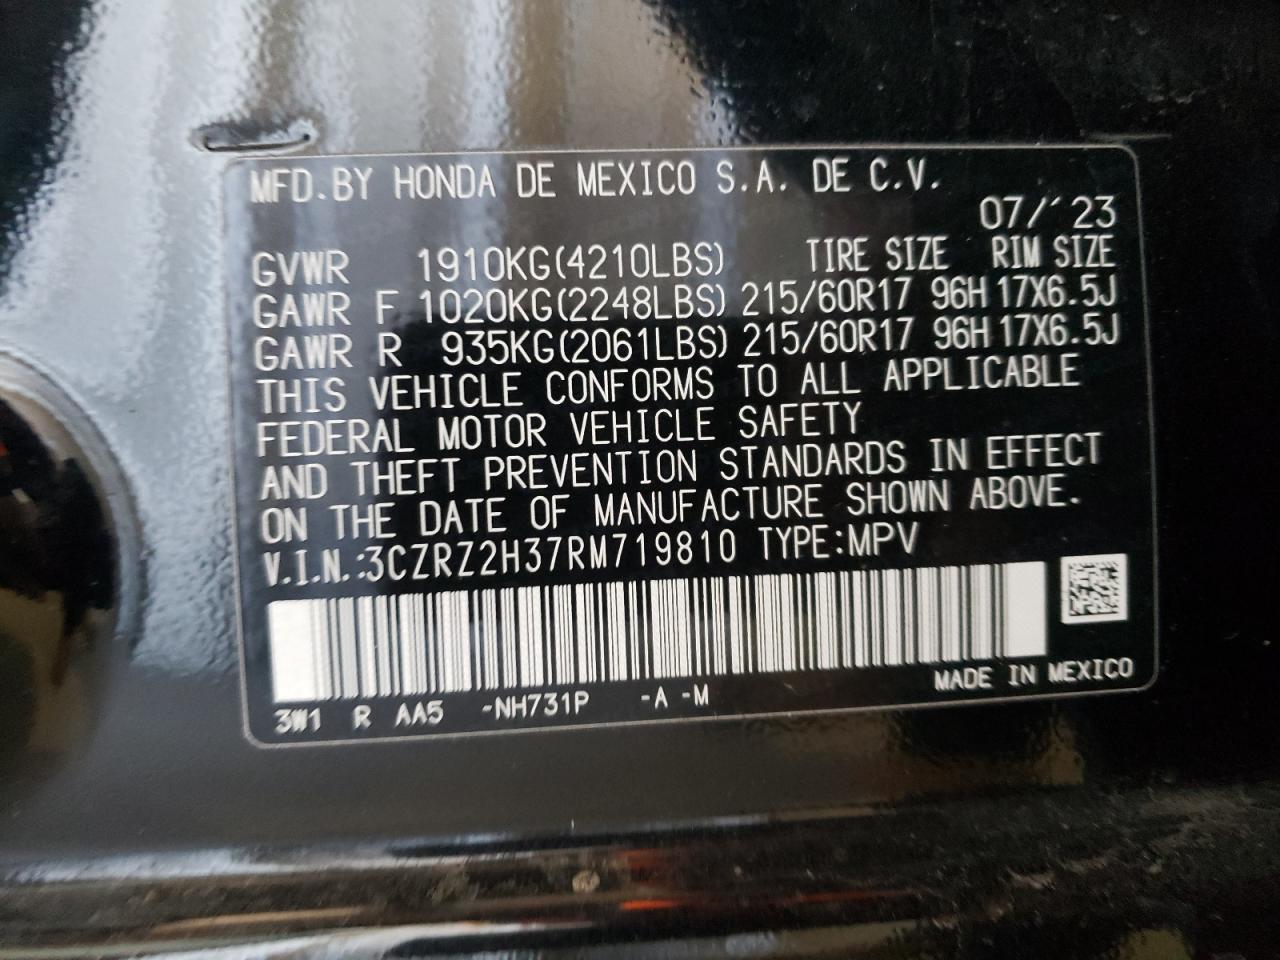 MFD.BY HONDA DE MEXICO S.A. DE C.V.
07/'23
GVWR 1910KG(4210LBS) TIRE SIZE RIM SIZE
GAWR F 1020KG(2248LBS) 215/60R17 96H 17X6.5J
GAWR R 935KG(2061LBS) 215/60R17 96H 17X6.5J
THIS VEHICLE CONFORMS TO ALL APPLICABLE
FEDERAL MOTOR VEHICLE SAFETY
AND THEFT PREVENTION STANDARDS IN EFFECT
ON THE DATE OF MANUFACTURE SHOWN ABOVE.
V.I.N.:3CZRZ2H37RM719810 TYPE:MPV
MADE IN MEXICO
3W1 R AA5 -NH731P -A -M